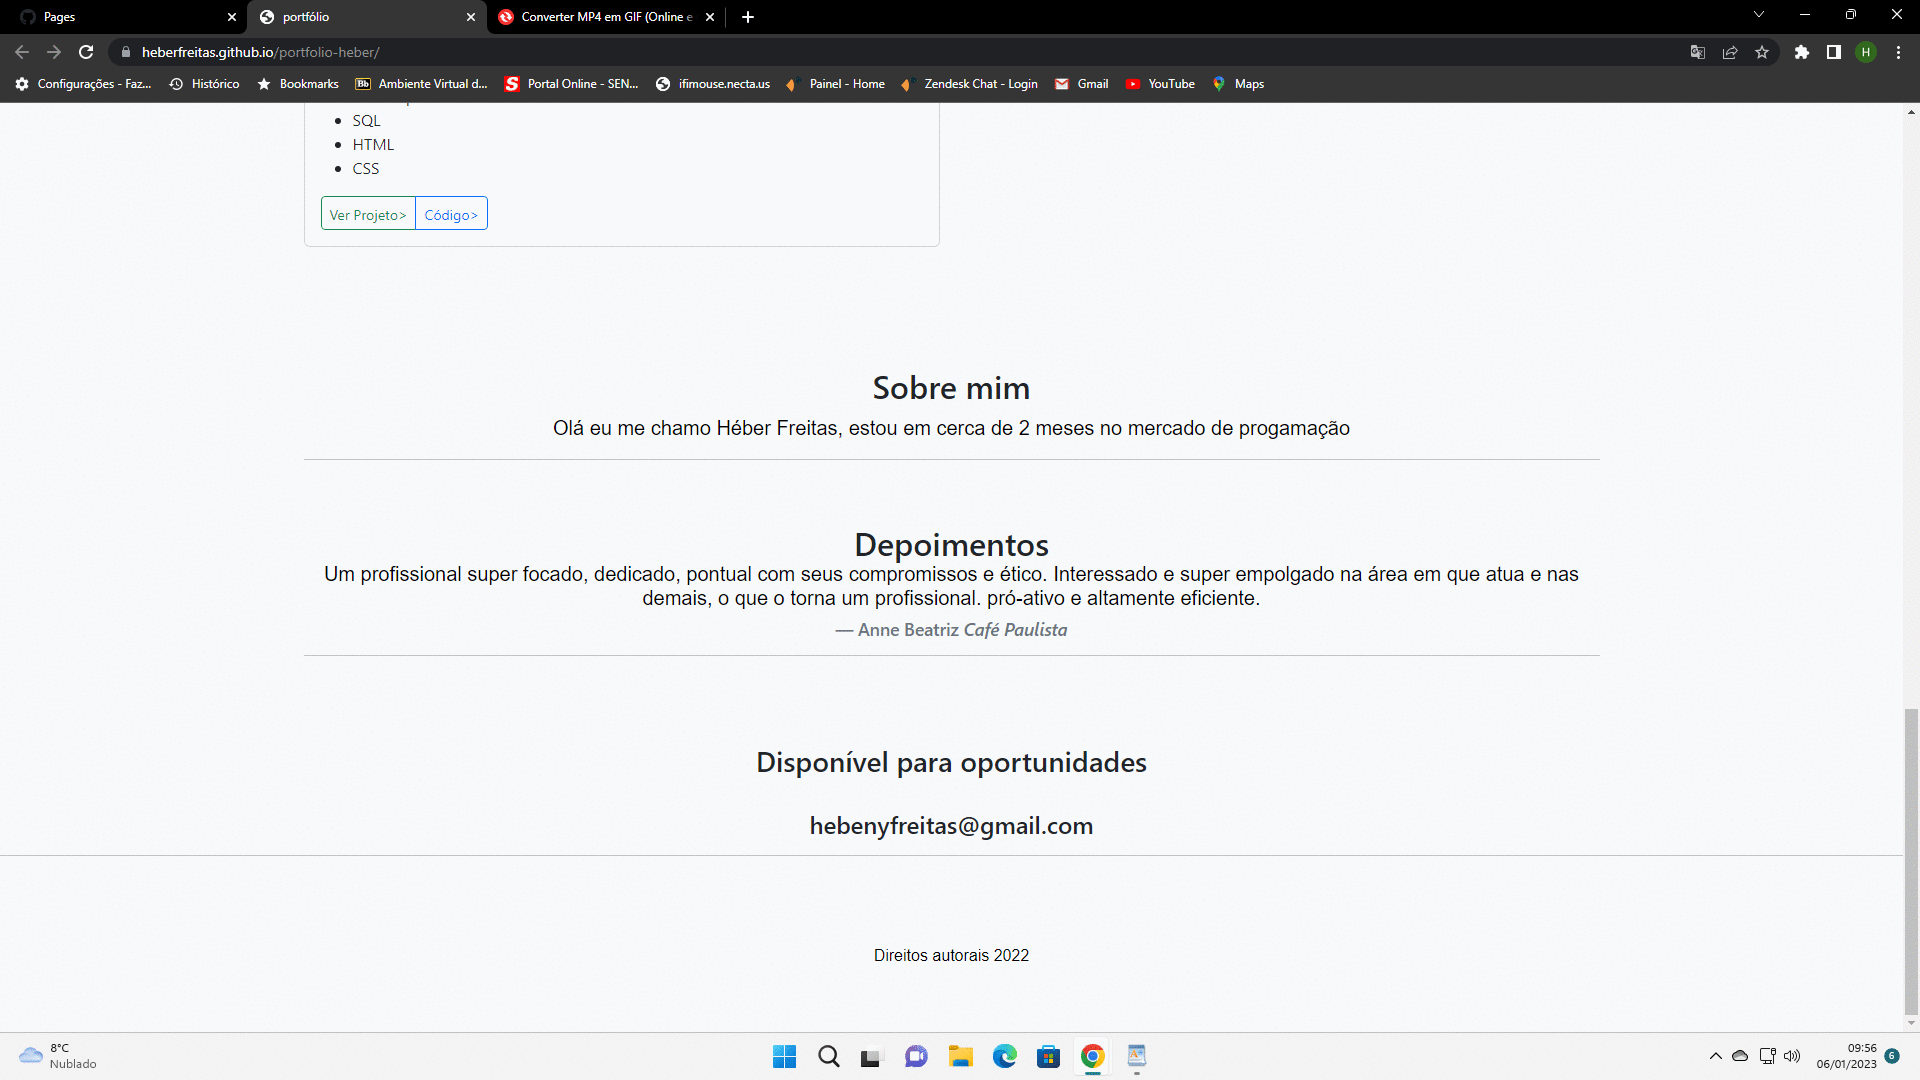 Pages
portfólio
Converter MP4 em GIF (Online e
heberfreitas.github.io/portfolio-heber/
H
Configurações - Faz...
Histórico
Bookmarks
Bb
Ambiente Virtual d...
S
Portal Online - SEN...
ifimouse.necta.us
Painel - Home
Zendesk Chat - Login
Gmail
YouTube
Maps
SQL
HTML
CSS
Ver Projeto>
Código>
Sobre mim
Olá eu me chamo Héber Freitas, estou em cerca de 2 meses no mercado de progamação
Depoimentos
Um profissional super focado, dedicado, pontual com seus compromissos e ético. Interessado e super empolgado na área em que atua e nas
demais, o que o torna um profissional. pró-ativo e altamente eficiente.
— Anne Beatriz Café Paulista
Disponível para oportunidades
hebenyfreitas@gmail.com
Direitos autorais 2022
8°C
Nublado
09:56
06/01/2023
6